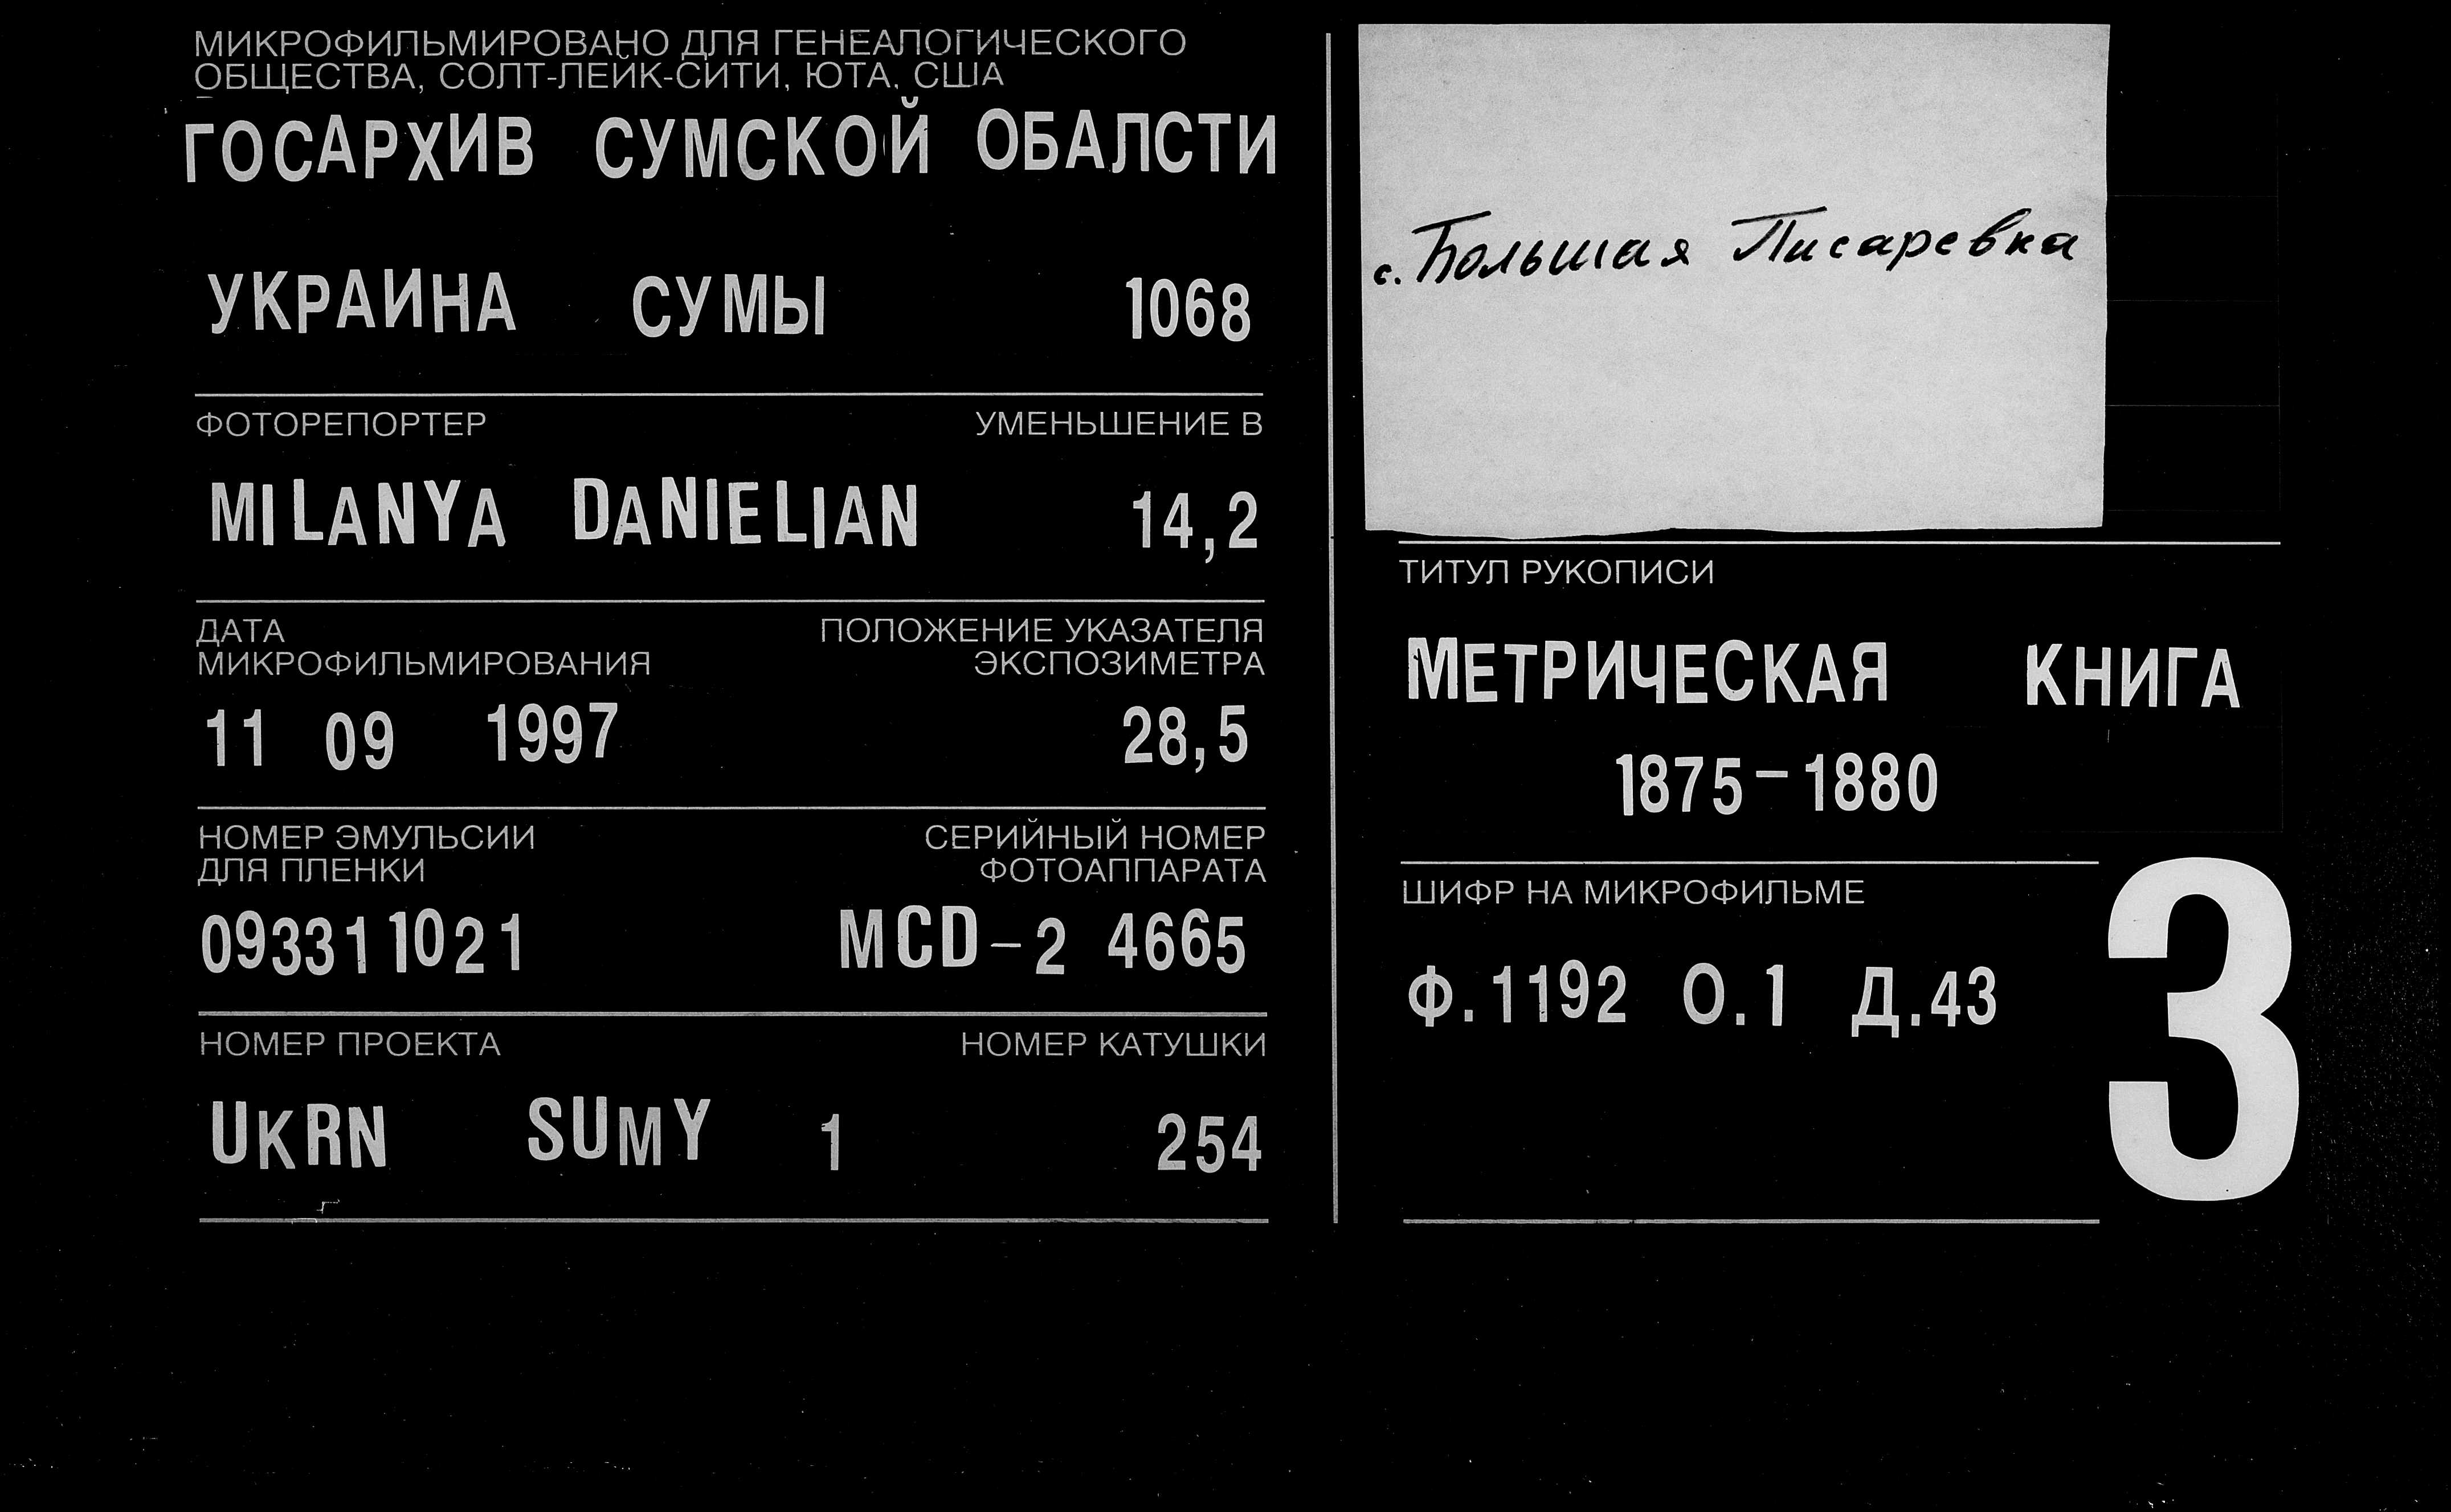 МИКРОФИЛЬМИРОВАНО ДЛЯ ГЕНЕАЛОГИЧЕСКОГО
ОБЩЕСТВА, СОЛТ-ЛЕЙК-СИТИ, ЮТА, США
ГОСАРХИВ СУМСКОЙ ОБАЛСТИ
УКРАИНА СУМЫ 1068
ФОТОРЕПОРТЕР УМЕНЬШЕНИЕ В
MILANYA DANIELIAN 14,2
ДАТА ПОЛОЖЕНИЕ УКАЗАТЕЛЯ
МИКРОФИЛЬМИРОВАНИЯ ЭКСПОЗИМЕТРА
11 09 1997 28,5
НОМЕР ЭМУЛЬСИИ СЕРИЙНЫЙ НОМЕР
ДЛЯ ПЛЕНКИ ФОТОАППАРАТА
093311021 MCD-2 4665
НОМЕР ПРОЕКТА НОМЕР КАТУШКИ
UKRN SUMY 1 254
с. Большая Писаревка
ТИТУЛ РУКОПИСИ
МЕТРИЧЕСКАЯ КНИГА
1875-1880
ШИФР НА МИКРОФИЛЬМЕ
Ф.1192 О.1 Д.43
3